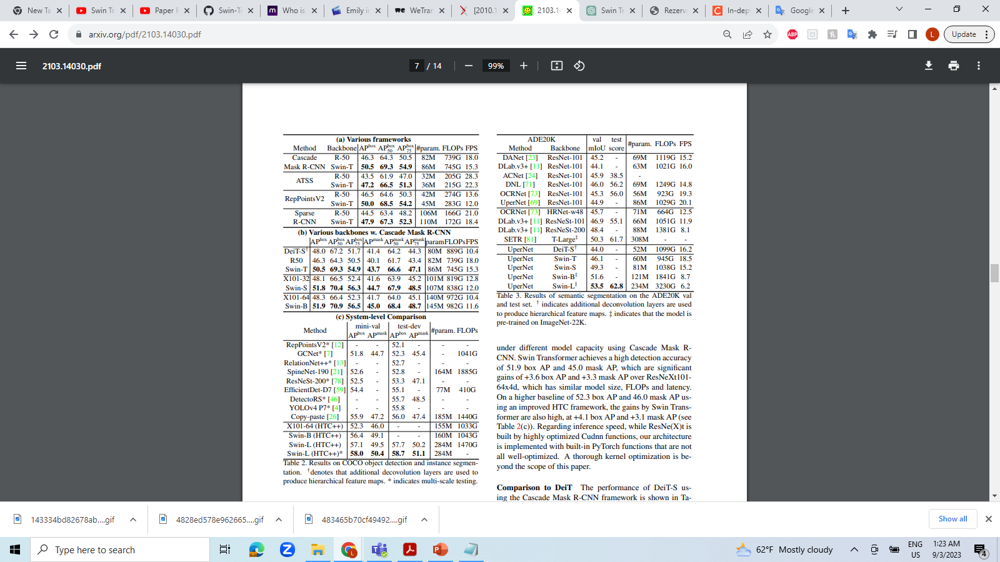 New Ta
Swin Tr
Paper F
Swin-Tr
Who is
Emily in
WeTran
[2010.1
2103.1
Swin Tr
Rezerva
In-dep
Google
arxiv.org/pdf/2103.14030.pdf
ABP
L
Update
2103.14030.pdf
7 / 14
99%
(a) Various frameworks
Method Backbone AP^box AP^box_50 AP^box_75 #param. FLOPs FPS
Cascade R-50 46.3 64.3 50.5 82M 739G 18.0
Mask R-CNN Swin-T 50.5 69.3 54.9 86M 745G 15.3
ATSS R-50 43.5 61.9 47.0 32M 205G 28.3
Swin-T 47.2 66.5 51.3 36M 215G 22.3
RepPointsV2 R-50 46.5 64.6 50.3 42M 274G 13.6
Swin-T 50.0 68.5 54.2 45M 283G 12.0
Sparse R-50 44.5 63.4 48.2 106M 166G 21.0
R-CNN Swin-T 47.9 67.3 52.3 110M 172G 18.4
(b) Various backbones w. Cascade Mask R-CNN
AP^box AP^box_50 AP^box_75 AP^mask AP^mask_50 AP^mask_75 param FLOPs FPS
DeiT-S† 48.0 67.2 51.7 41.4 64.2 44.3 80M 889G 10.4
R50 46.3 64.3 50.5 40.1 61.7 43.4 82M 739G 18.0
Swin-T 50.5 69.3 54.9 43.7 66.6 47.1 86M 745G 15.3
X101-32 48.1 66.5 52.4 41.6 63.9 45.2 101M 819G 12.8
Swin-S 51.8 70.4 56.3 44.7 67.9 48.5 107M 838G 12.0
X101-64 48.3 66.4 52.3 41.7 64.0 45.1 140M 972G 10.4
Swin-B 51.9 70.9 56.5 45.0 68.4 48.7 145M 982G 11.6
(c) System-level Comparison
Method mini-val test-dev #param. FLOPs
AP^box AP^mask AP^box AP^mask
RepPointsV2* [12] - - 52.1 - - -
GCNet* [7] 51.8 44.7 52.3 45.4 - 1041G
RelationNet++* [13] - - 52.7 - - -
SpineNet-190 [21] 52.6 - 52.8 - 164M 1885G
ResNeSt-200* [78] 52.5 - 53.3 47.1 - -
EfficientDet-D7 [59] 54.4 - 55.1 - 77M 410G
DetectoRS* [46] - - 55.7 48.5 - -
YOLOv4 P7* [4] - - 55.8 - - -
Copy-paste [26] 55.9 47.2 56.0 47.4 185M 1440G
X101-64 (HTC++) 52.3 46.0 - - 155M 1033G
Swin-B (HTC++) 56.4 49.1 - - 160M 1043G
Swin-L (HTC++) 57.1 49.5 57.7 50.2 284M 1470G
Swin-L (HTC++)* 58.0 50.4 58.7 51.1 284M -
Table 2. Results on COCO object detection and instance segmen-
tation. †denotes that additional decovolution layers are used to
produce hierarchical feature maps. * indicates multi-scale testing.
ADE20K val test #param. FLOPs FPS
Method Backbone mIoU score
DANet [23] ResNet-101 45.2 - 69M 1119G 15.2
DLab.v3+ [11] ResNet-101 44.1 - 63M 1021G 16.0
ACNet [24] ResNet-101 45.9 38.5 -
DNL [71] ResNet-101 46.0 56.2 69M 1249G 14.8
OCRNet [73] ResNet-101 45.3 56.0 56M 923G 19.3
UperNet [69] ResNet-101 44.9 - 86M 1029G 20.1
OCRNet [73] HRNet-w48 45.7 - 71M 664G 12.5
DLab.v3+ [11] ResNeSt-101 46.9 55.1 66M 1051G 11.9
DLab.v3+ [11] ResNeSt-200 48.4 - 88M 1381G 8.1
SETR [81] T-Large‡ 50.3 61.7 308M - -
UperNet DeiT-S† 44.0 - 52M 1099G 16.2
UperNet Swin-T 46.1 - 60M 945G 18.5
UperNet Swin-S 49.3 - 81M 1038G 15.2
UperNet Swin-B‡ 51.6 - 121M 1841G 8.7
UperNet Swin-L‡ 53.5 62.8 234M 3230G 6.2
Table 3. Results of semantic segmentation on the ADE20K val
and test set. † indicates additional deconvolution layers are used
to produce hierarchical feature maps. ‡ indicates that the model is
pre-trained on ImageNet-22K.
under different model capacity using Cascade Mask R-
CNN. Swin Transformer achieves a high detection accuracy
of 51.9 box AP and 45.0 mask AP, which are significant
gains of +3.6 box AP and +3.3 mask AP over ResNeXt101-
64x4d, which has similar model size, FLOPs and latency.
On a higher baseline of 52.3 box AP and 46.0 mask AP us-
ing an improved HTC framework, the gains by Swin Trans-
former are also high, at +4.1 box AP and +3.1 mask AP (see
Table 2(c)). Regarding inference speed, while ResNe(X)t is
built by highly optimized Cudnn functions, our architecture
is implemented with built-in PyTorch functions that are not
all well-optimized. A thorough kernel optimization is be-
yond the scope of this paper.
Comparison to DeiT The performance of DeiT-S us-
ing the Cascade Mask R-CNN framework is shown in Ta-
143334bd82678ab....gif
4828ed578e962665....gif
483465b70cf49492....gif
Show all
Type here to search
62°F Mostly cloudy
ENG
US
1:23 AM
9/3/2023
4